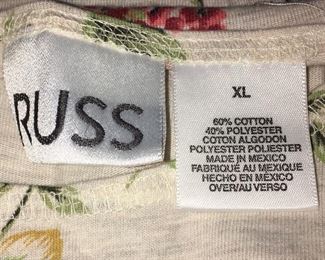 RUSS
XL
60% COTTON
40% POLYESTER
COTON ALGODON
POLYESTER POLIESTER
MADE IN MEXICO
FABRIQUÉ AU MEXIQUE
HECHO EN MÉXICO
OVER/AU VERSO